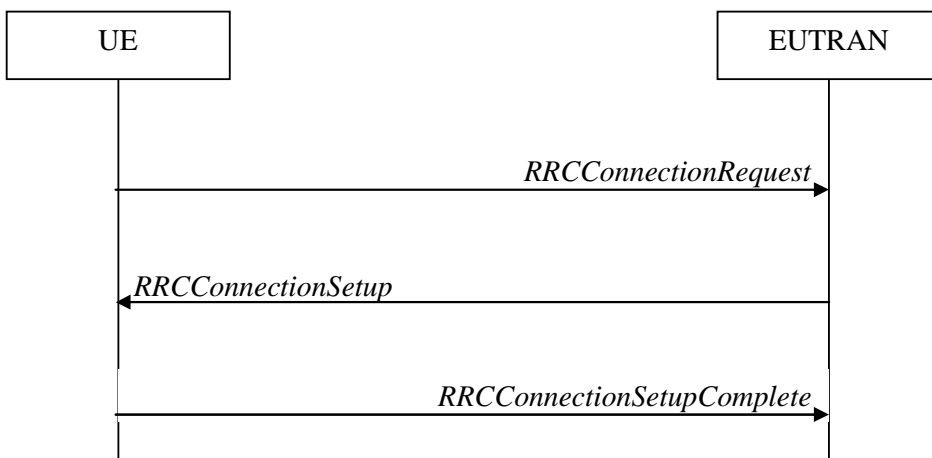 UE
EUTRAN
RRCConnectionRequest
RRCConnectionSetup
RRCConnectionSetupComplete